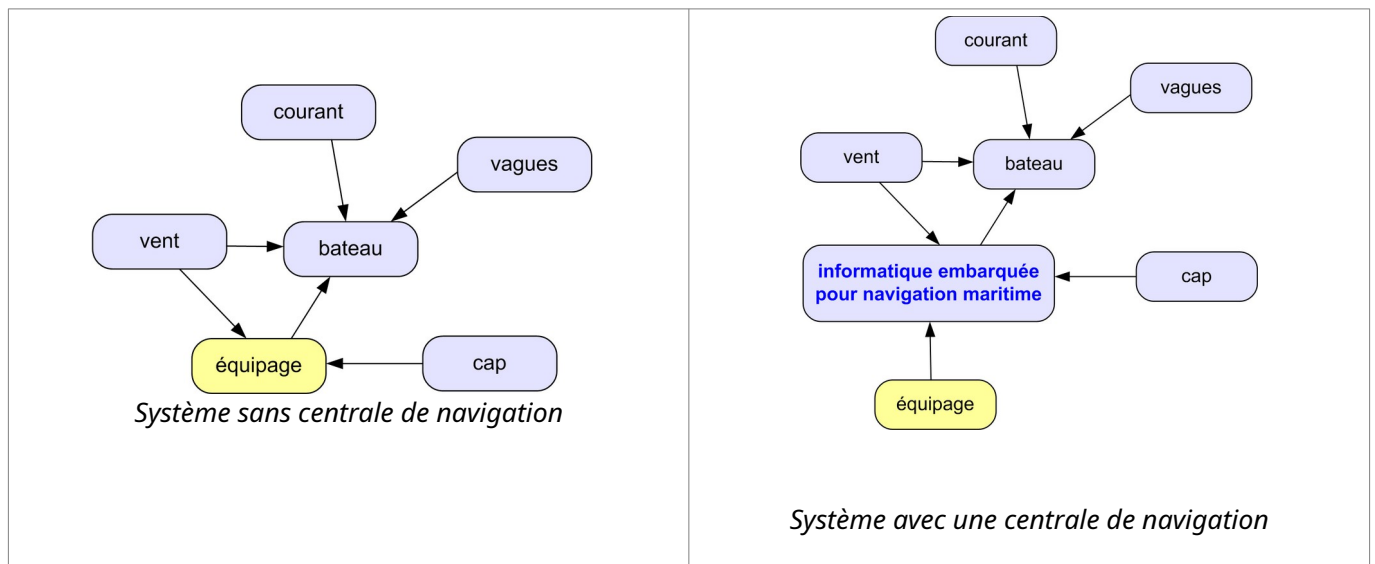 courant
vagues
vent
bateau
équipage
cap
Système sans centrale de navigation
courant
vagues
vent
bateau
informatique embarquée
pour navigation maritime
cap
équipage
Système avec une centrale de navigation